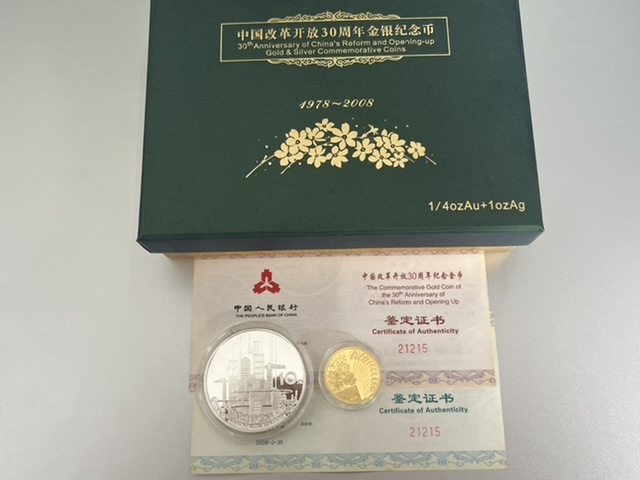 中国改革开放30周年金银纪念币
30th Anniversary of China's Reform and Opening-up
Gold & Silver Commemorative Coins
1978~2008
1/4ozAu+1ozAg
中国人民银行
THE PEOPLE'S BANK OF CHINA
中国改革开放30周年纪念金币
The Commemorative Gold Coin of
the 30th Anniversary of
China's Reform and Opening Up
鉴定证书
Certificate of Authenticity
21215
鉴定证书
Certificate of Authenticity
21215